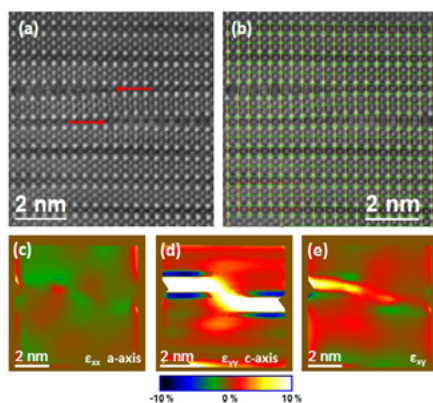 (a)
(b)
2 nm
2 nm
(c)
(d)
(e)
2 nm
εxx a-axis
2 nm
εyy c-axis
2 nm
εxy
-10 %
0 %
10 %